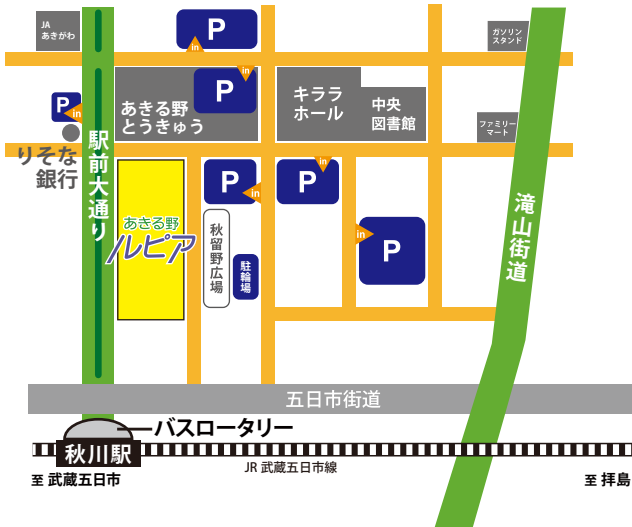 JA
あきがわ
P
in
ガソリン
スタンド
P
in
あきる野
とうきゅう
P
in
キララ
ホール
中央
図書館
ファミリー
マート
りそな
銀行
駅前大通り
あきる野
ルピア
P
in
P
in
秋留野広場
駐輪場
P
in
滝山街道
五日市街道
バスロータリー
秋川駅
至 武蔵五日市
JR 武蔵五日市線
至 拝島